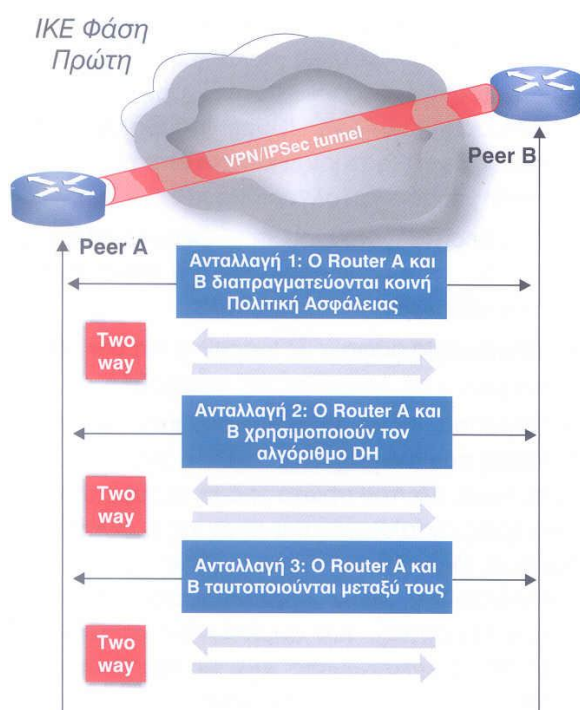 ΙΚΕ Φάση
Πρώτη
VPN/IPSec tunnel
Peer B
Peer A
Ανταλλαγή 1: Ο Router A και
Β διαπραγματεύονται κοινή
Πολιτική Ασφάλειας
Two
way
Ανταλλαγή 2: Ο Router A και
Β χρησιμοποιούν τον
αλγόριθμο DH
Two
way
Ανταλλαγή 3: Ο Router A και
Β ταυτοποιούνται μεταξύ τους
Two
way